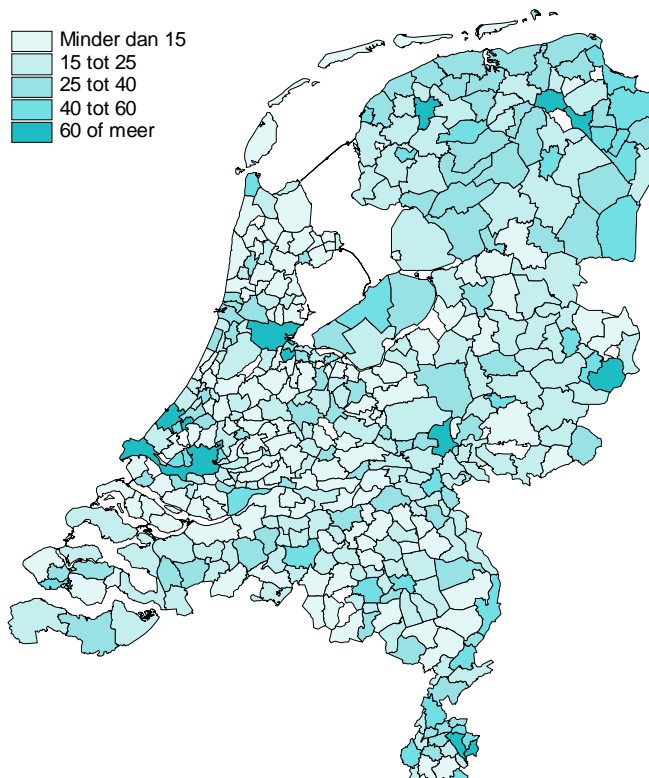 Minder dan 15
15 tot 25
25 tot 40
40 tot 60
60 of meer